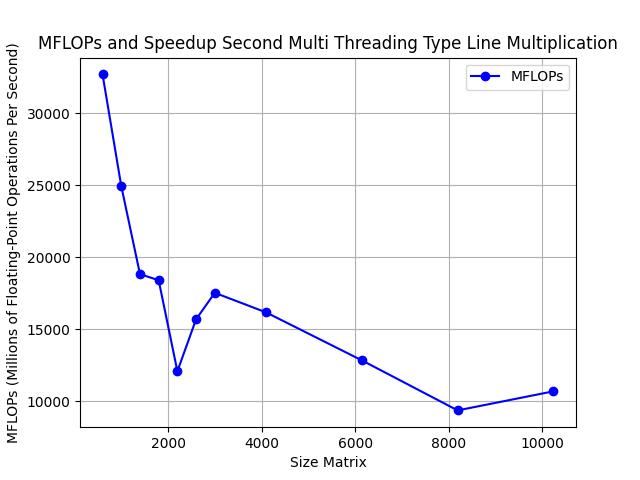 MFLOPs and Speedup Second Multi Threading Type Line Multiplication
MFLOPs
MFLOPs (Millions of Floating-Point Operations Per Second)
30000
25000
20000
15000
10000
2000
4000
6000
8000
10000
Size Matrix